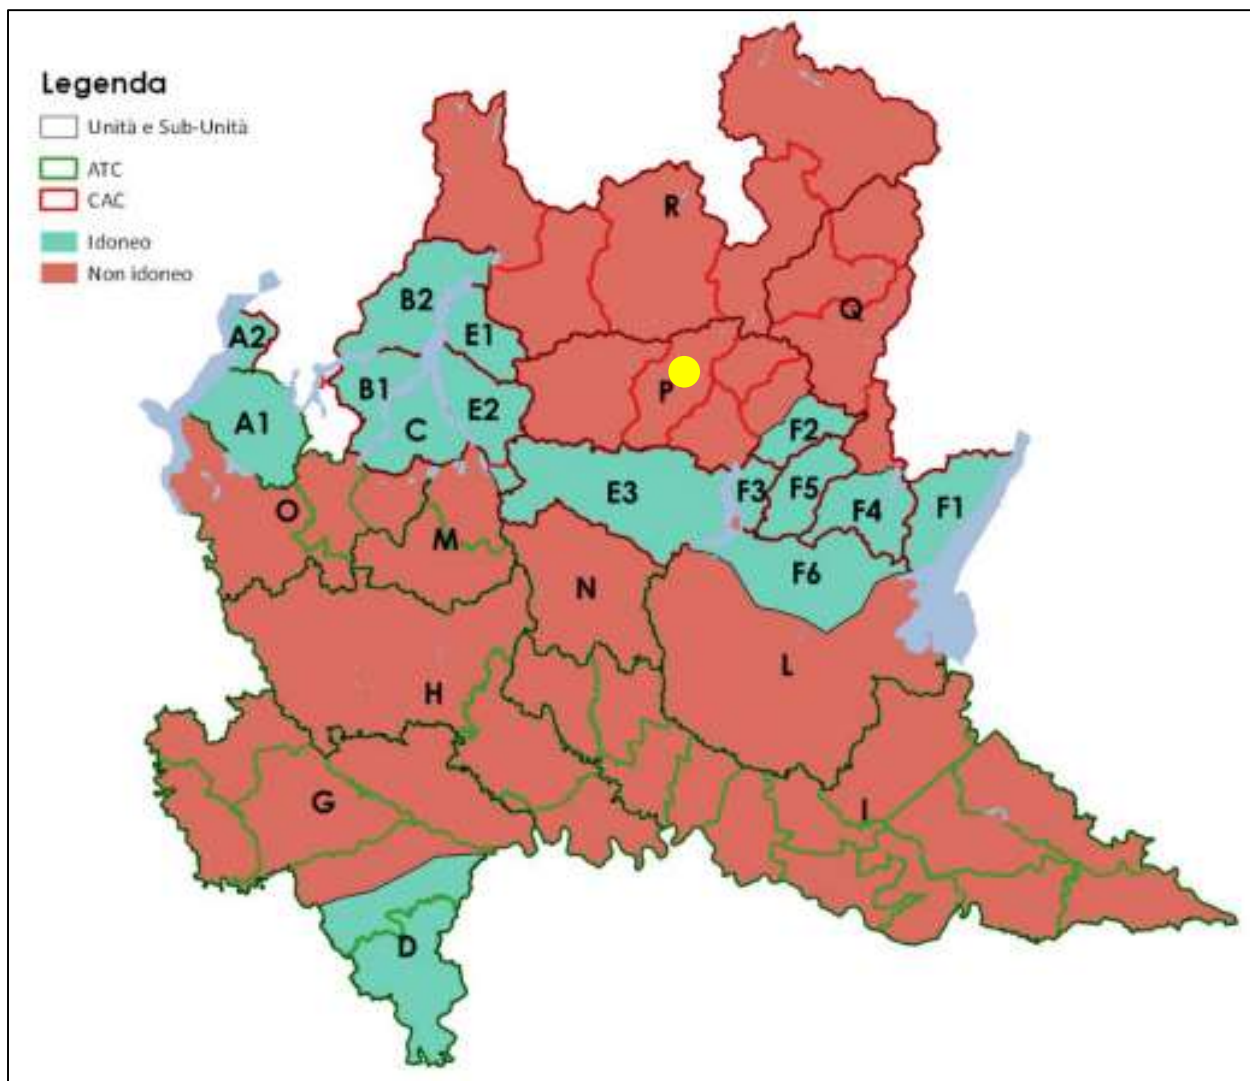 Legenda
Unità e Sub-Unità
ATC
CAC
Idoneo
Non idoneo
R
B2
Q
A2
E1
B1
P
A1
C
E2
F2
E3
F3
F5
F4
F1
O
M
N
F6
L
H
G
I
D